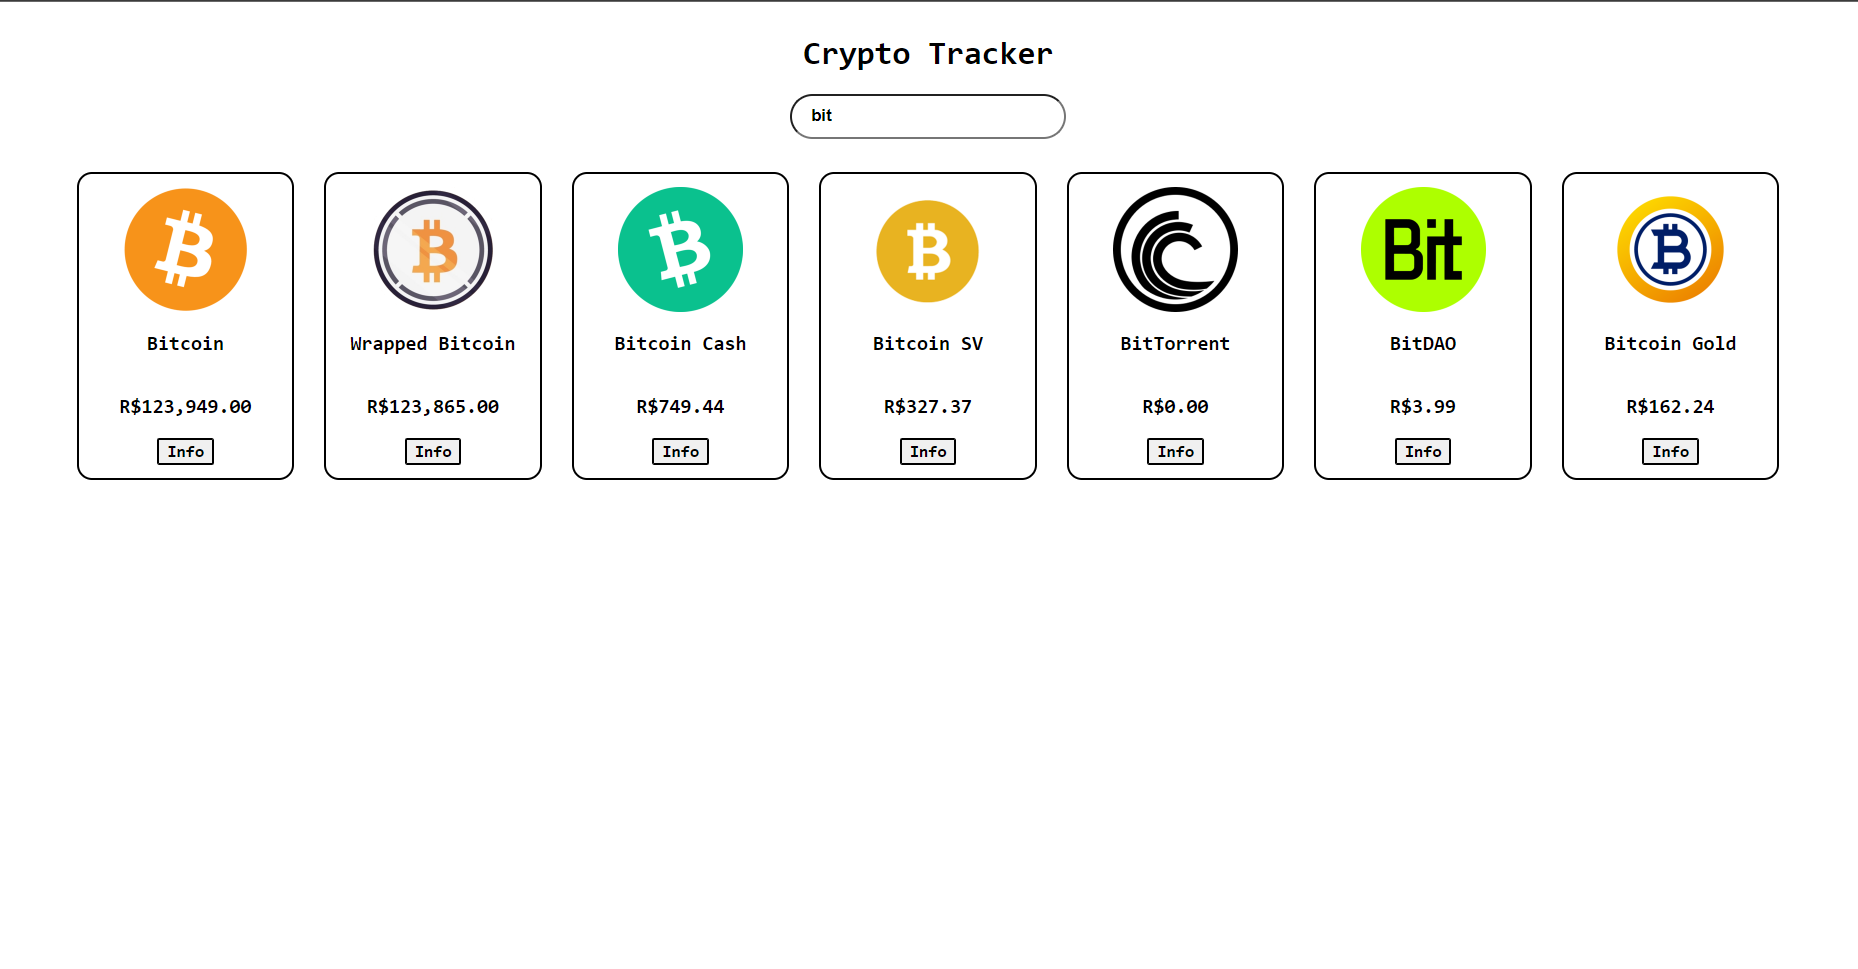 Crypto Tracker
bit
Bitcoin
R$123,949.00
Info
Wrapped Bitcoin
R$123,865.00
Info
Bitcoin Cash
R$749.44
Info
Bitcoin SV
R$327.37
Info
BitTorrent
R$0.00
Info
Bit
BitDAO
R$3.99
Info
Bitcoin Gold
R$162.24
Info